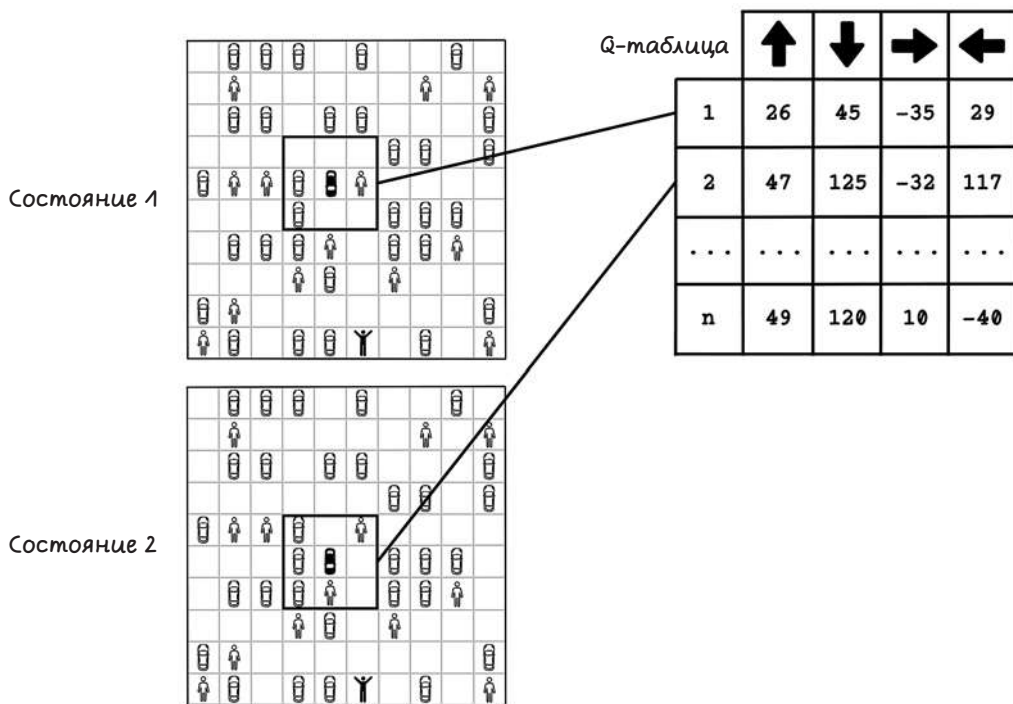 Q-таблица
1 26 45 -35 29
Состояние 1
2 47 125 -32 117
... ... ... ... ...
n 49 120 10 -40
Состояние 2